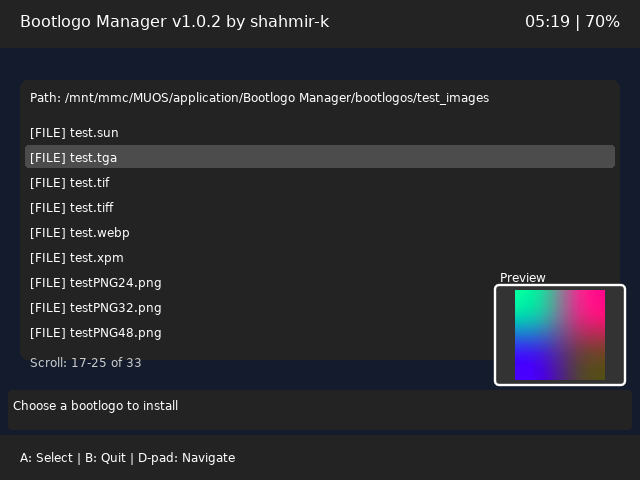 Bootlogo Manager v1.0.2 by shahmir-k
05:19 | 70%
Path: /mnt/mmc/MUOS/application/Bootlogo Manager/bootlogos/test_images
[FILE] test.sun
[FILE] test.tga
[FILE] test.tif
[FILE] test.tiff
[FILE] test.webp
[FILE] test.xpm
[FILE] testPNG24.png
[FILE] testPNG32.png
[FILE] testPNG48.png
Preview
Scroll: 17-25 of 33
Choose a bootlogo to install
A: Select | B: Quit | D-pad: Navigate